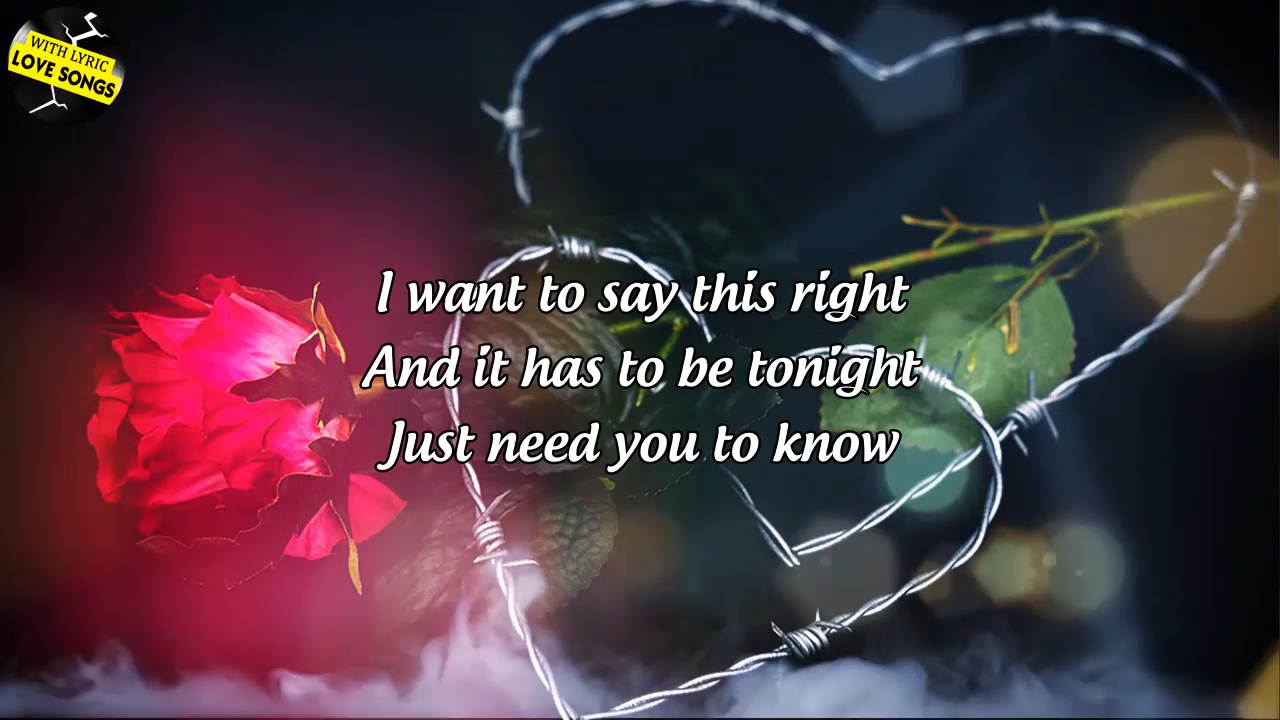 WITH LYRIC
LOVE SONGS
I want to say this right
And it has to be tonight
Just need you to know